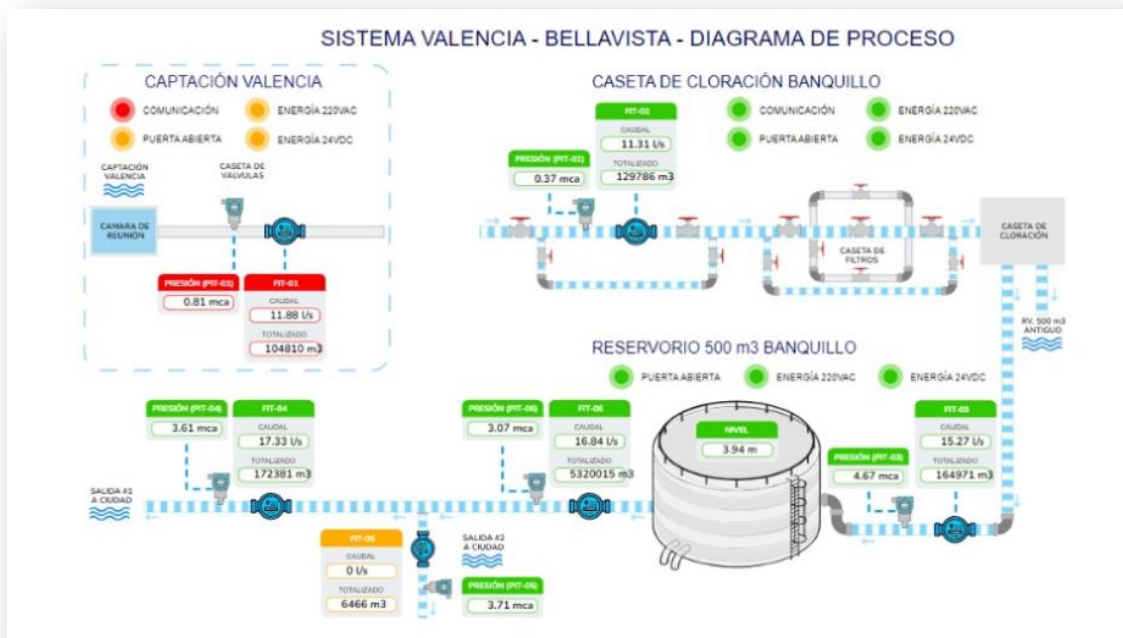 SISTEMA VALENCIA - BELLAVISTA - DIAGRAMA DE PROCESO
CAPTACIÓN VALENCIA
COMUNICACIÓN
ENERGÍA 220VAC
PUERTA ABIERTA
ENERGÍA 24VDC
CAPTACIÓN
VALENCIA
CASETA DE
VALVULAS
CAMARA DE
REUNIÓN
PRESIÓN (PIT-01)
0.81 mca
FIT-01
CAUDAL
11.88 l/s
TOTALIZADO
104810 m3
CASETA DE CLORACIÓN BANQUILLO
FIT-02
CAUDAL
11.31 l/s
TOTALIZADO
129786 m3
PRESIÓN (PIT-01)
0.37 mca
COMUNICACIÓN
ENERGÍA 220VAC
PUERTA ABIERTA
ENERGÍA 24VDC
CASETA DE
FILTROS
CASETA DE
CLORACIÓN
RV. 500 m3
ANTIGUO
RESERVORIO 500 m3 BANQUILLO
PUERTA ABIERTA
ENERGÍA 220VAC
ENERGÍA 24VDC
PRESIÓN (PIT-04)
3.61 mca
FIT-04
CAUDAL
17.33 l/s
TOTALIZADO
172381 m3
PRESIÓN (PIT-06)
3.07 mca
FIT-06
CAUDAL
16.84 l/s
TOTALIZADO
5320015 m3
NIVEL
3.94 m
PRESIÓN (PIT-03)
4.67 mca
FIT-03
CAUDAL
15.27 l/s
TOTALIZADO
164971 m3
SALIDA #1
A CIUDAD
FIT-05
CAUDAL
0 l/s
TOTALIZADO
6466 m3
SALIDA #2
A CIUDAD
PRESIÓN (PIT-05)
3.71 mca